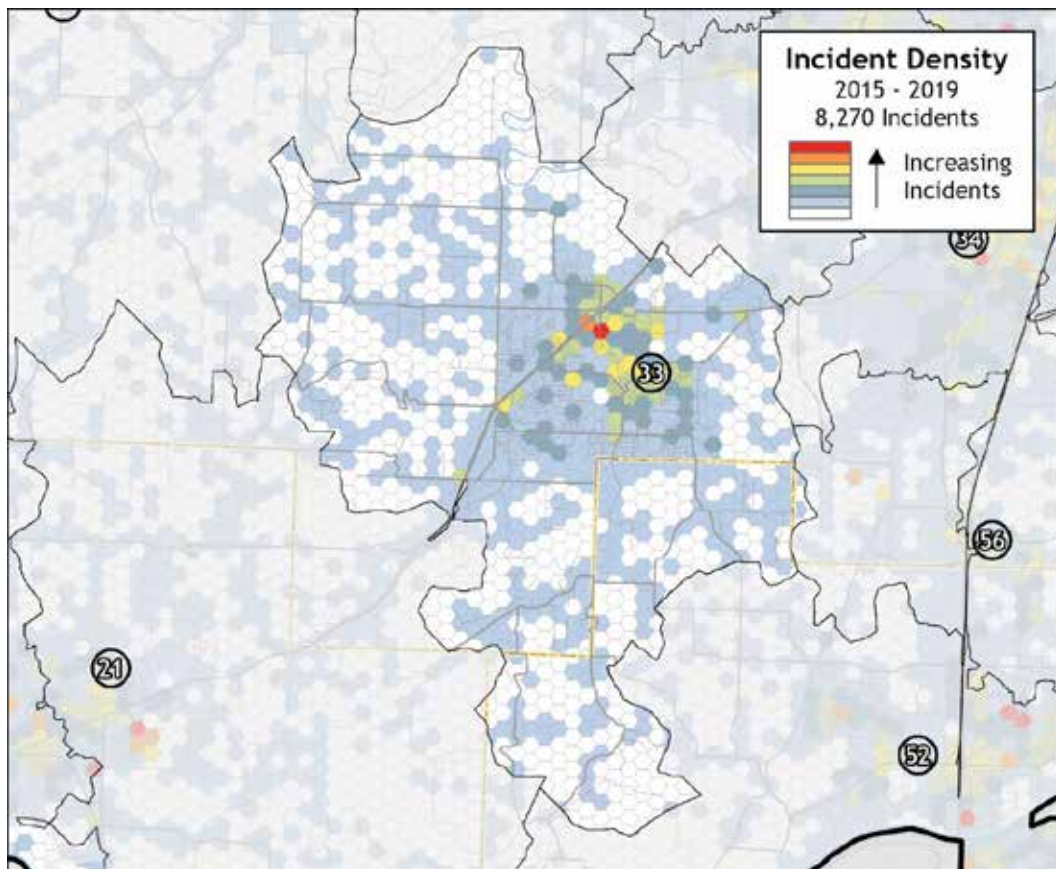 Incident Density
2015 - 2019
8,270 Incidents
Increasing
Incidents
34
33
56
21
52